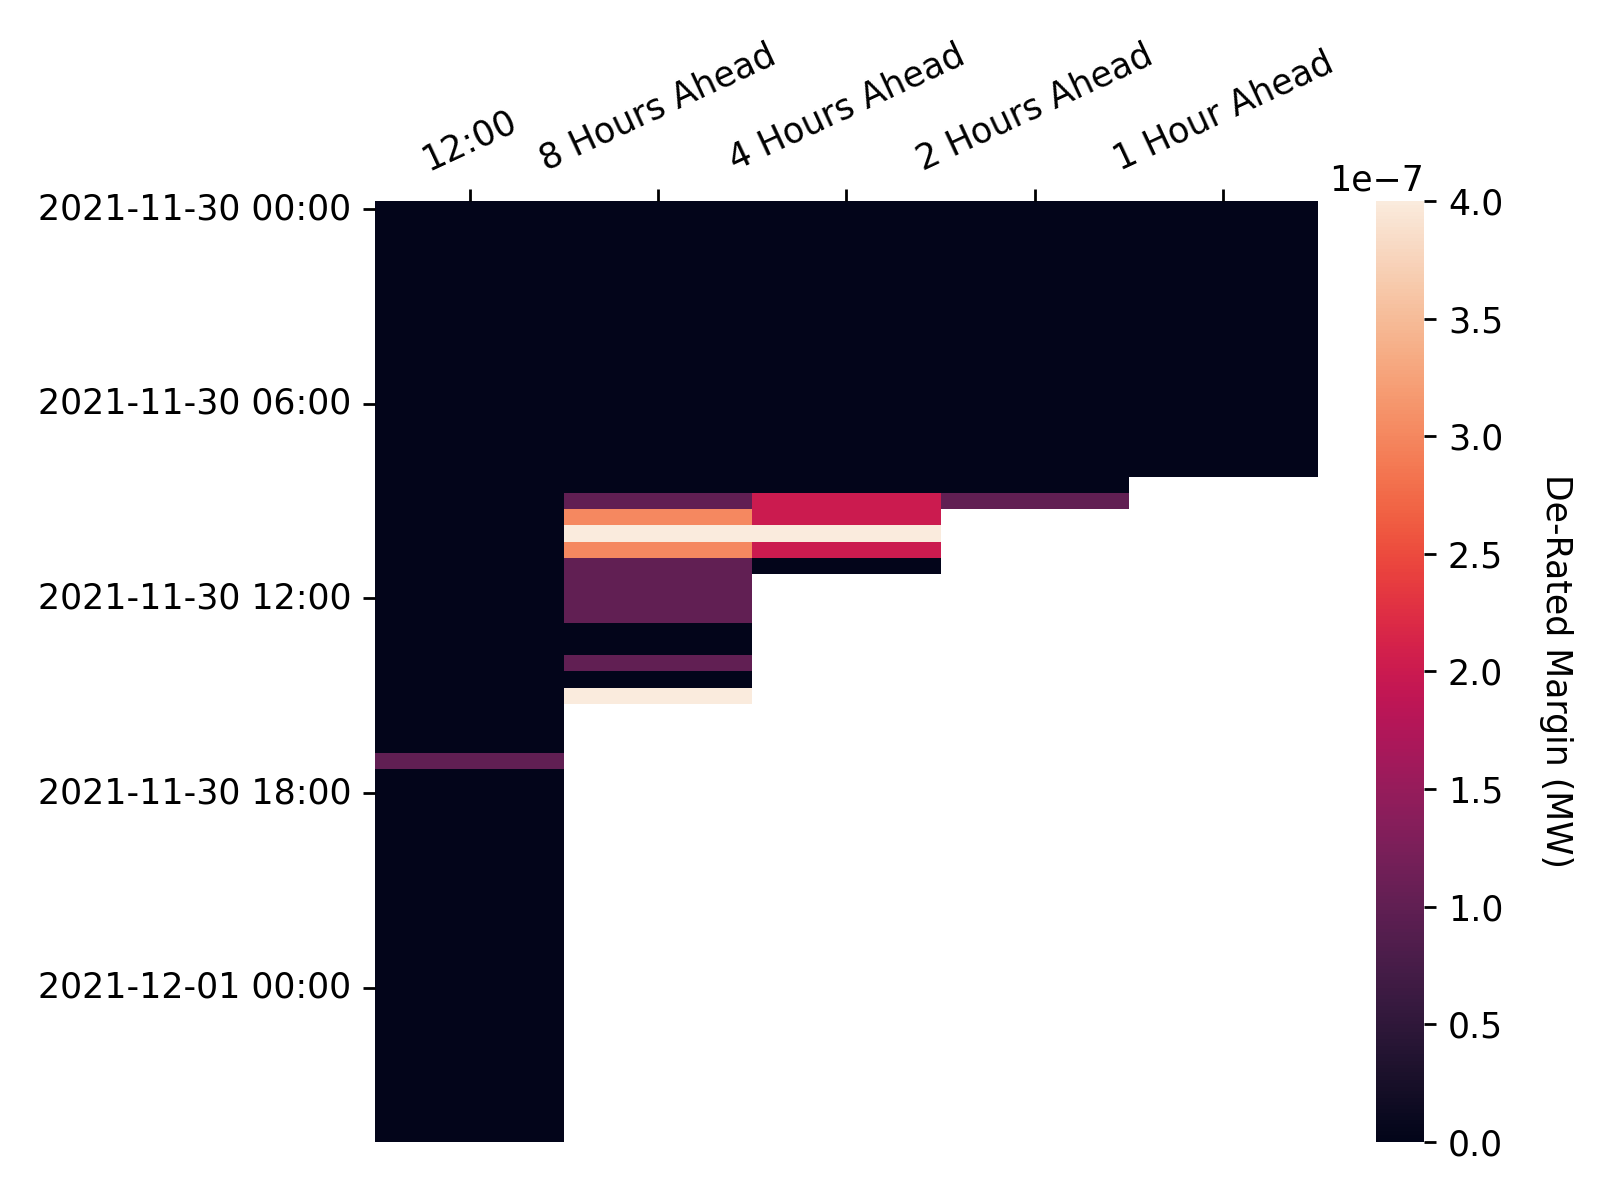 12:00
8 Hours Ahead
4 Hours Ahead
2 Hours Ahead
1 Hour Ahead
1e−7
2021-11-30 00:00
2021-11-30 06:00
2021-11-30 12:00
2021-11-30 18:00
2021-12-01 00:00
4.0
3.5
3.0
2.5
2.0
1.5
1.0
0.5
0.0
De-Rated Margin (MW)